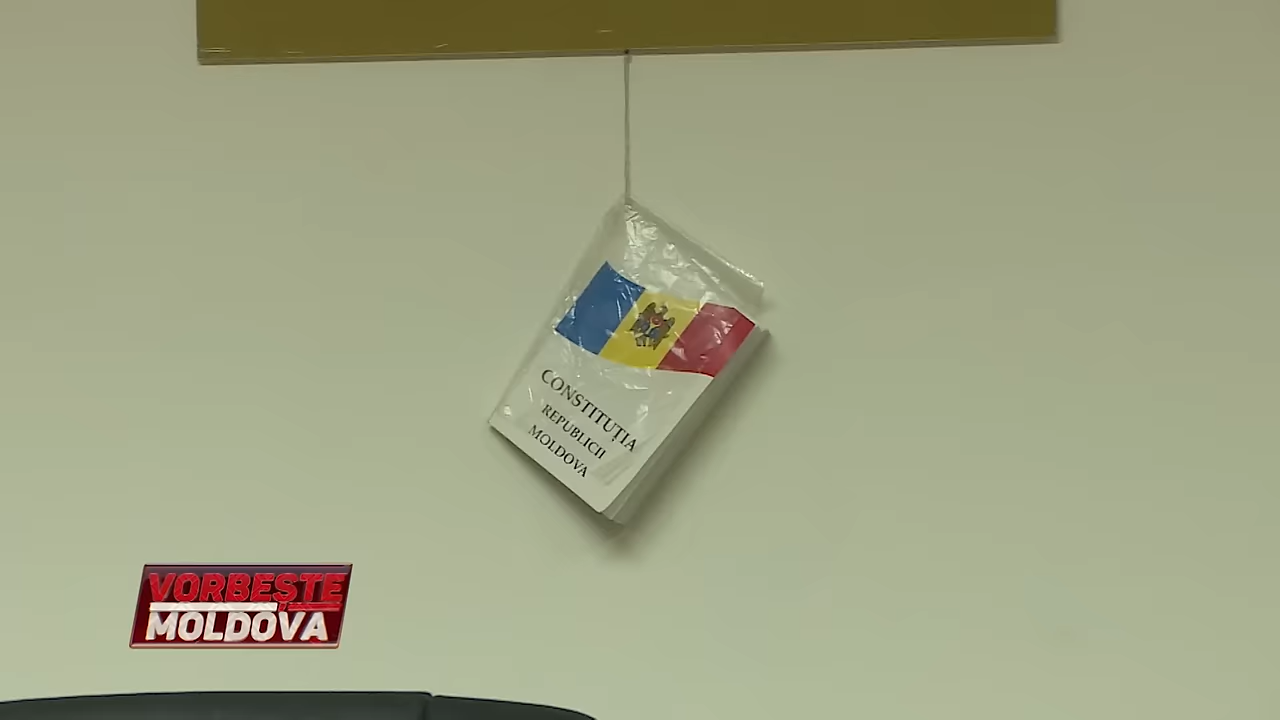 CONSTITUȚIA
REPUBLICII
MOLDOVA
VORBEȘTE
MOLDOVA